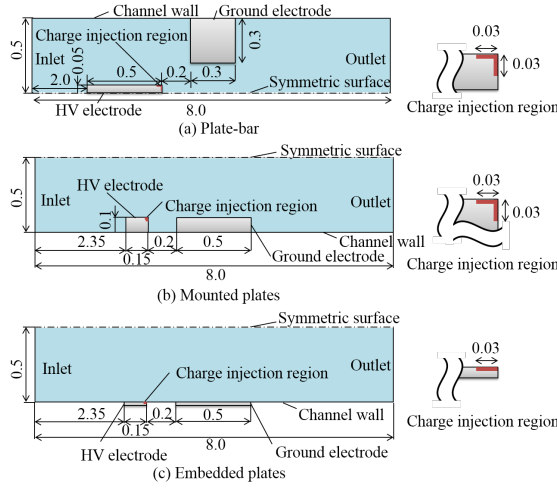 Channel wall
Ground electrode
Charge injection
region
0.5
Inlet
0.05
0.3
Outlet
2.0
0.5
0.2
0.3
Symmetric surface
HV electrode
8.0
(a) Plate-bar
0.03
0.03
Charge injection region
Symmetric surface
0.5
Inlet
HV electrode
Outlet
Charge injection region
0.1
2.35
0.2
0.5
Channel wall
0.15
Ground electrode
8.0
(b) Mounted plates
0.03
0.03
Charge injection region
Symmetric surface
0.5
Inlet
Charge injection
region
Outlet
2.35
0.2
0.5
Channel wall
0.15
HV electrode
8.0
Ground electrode
(c) Embedded plates
0.03
Charge injection region